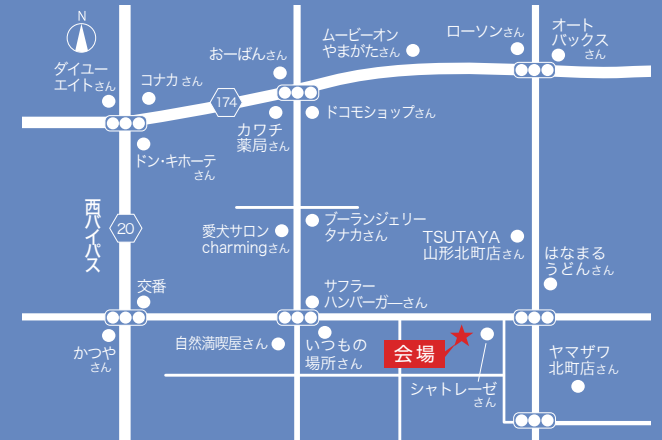 N
ムービーオン
やまがたさん
ローソンさん
オート
バックス
さん
おーばんさん
ダイユー
エイトさん
コナカさん
174
カワチ
薬局さん
ドコモショップさん
ドン・キホーテ
さん
西バイパス
20
愛犬サロン
charmingさん
ブーランジェリー
タナカさん
TSUTAYA
山形北町店さん
はなまる
うどんさん
交番
サフラー
ハンバーガーさん
かつや
さん
自然満喫屋さん
いつもの
場所さん
会場
シャトレーゼ
さん
ヤマザワ
北町店さん